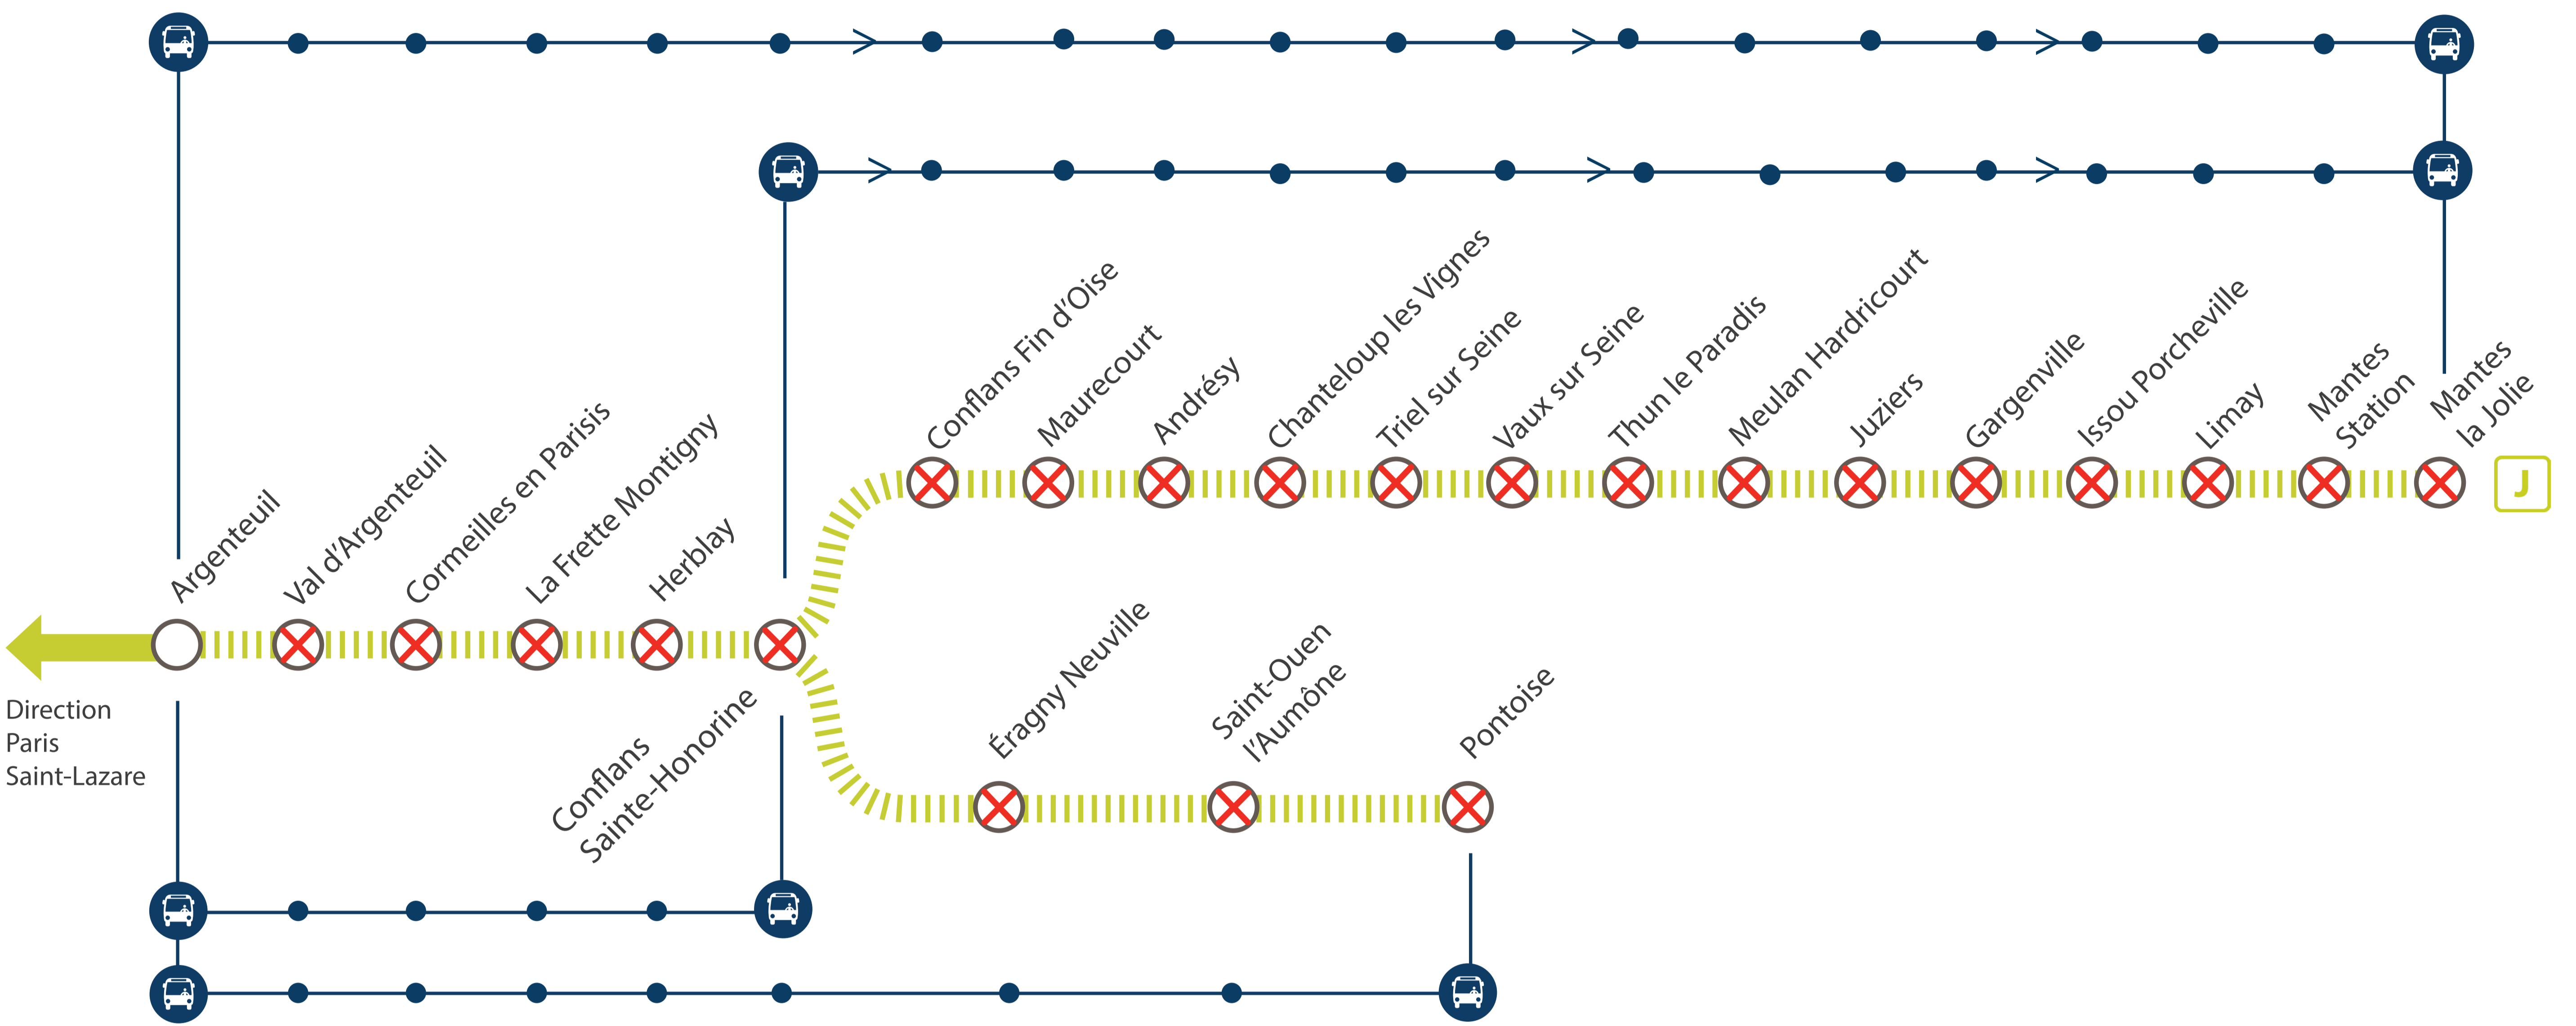 Argenteuil
Val d'Argenteuil
Cormeilles en Parisis
La Frette Montigny
Herblay
Conflans
Sainte-Honorine
Conflans Fin d'Oise
Maurecourt
Andrésy
Chanteloup les Vignes
Triel sur Seine
Vaux sur Seine
Thun le Paradis
Meulan Hardricourt
Juziers
Gargenville
Issou Porcheville
Limay
Mantes
Station
Mantes
la Jolie
J
Éragny Neuville
Saint-Ouen
l'Aumône
Pontoise
Direction
Paris
Saint-Lazare